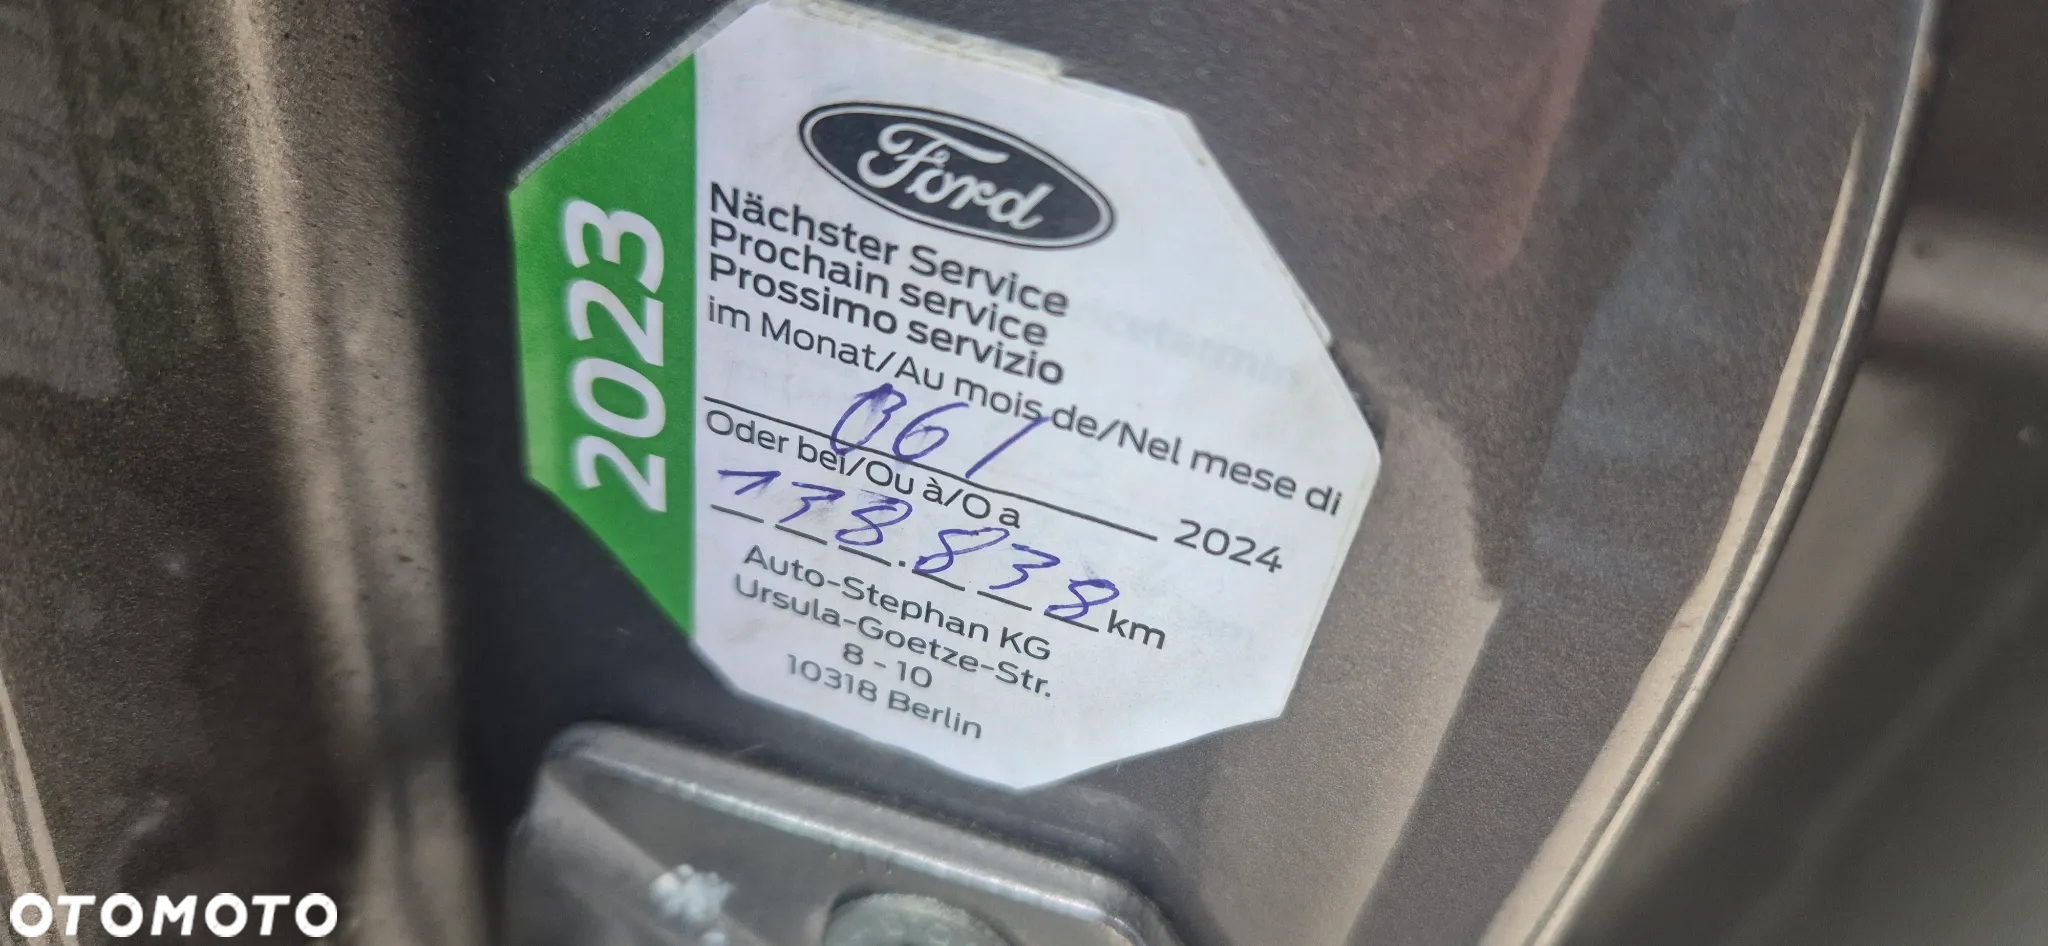 Ford
2023
Nächster Service
Prochain service
Prossimo servizio
im Monat/Au mois de/Nel mese di
06 / 2024
Oder bei/Ou à/O a
138.838 km
Auto-Stephan KG
Ursula-Goetze-Str.
8 - 10
10318 Berlin
OTOMOTO